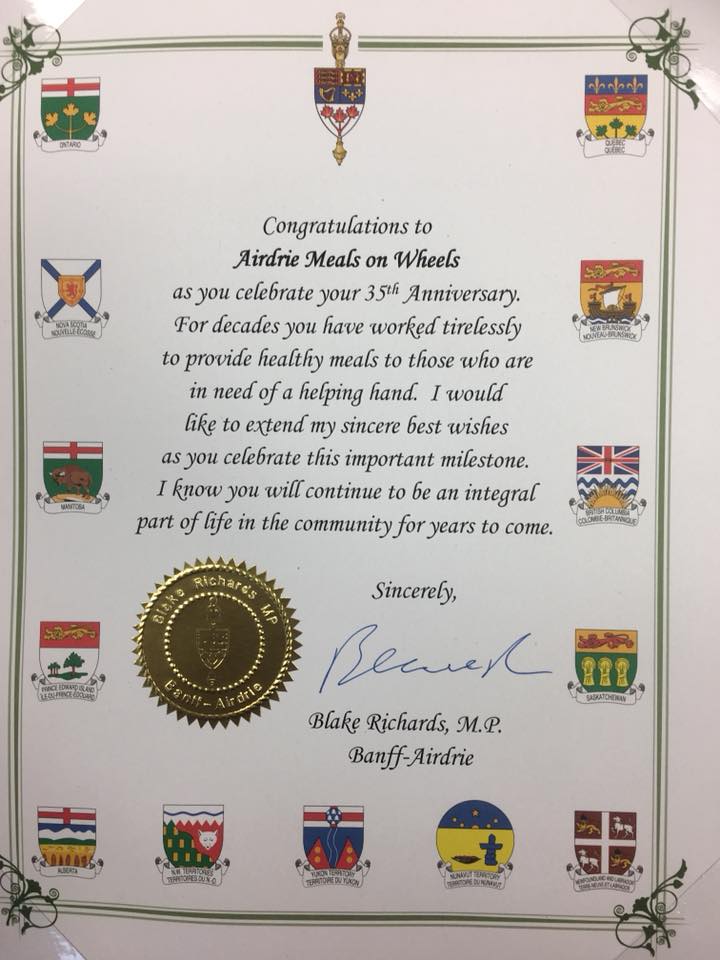 ONTARIO
QUEBEC
QUÉBEC
Congratulations to
Airdrie Meals on Wheels
as you celebrate your 35th Anniversary.
For decades you have worked tirelessly
to provide healthy meals to those who are
in need of a helping hand. I would
like to extend my sincere best wishes
as you celebrate this important milestone.
I know you will continue to be an integral
part of life in the community for years to come.
NOVA SCOTIA
NOUVELLE-ÉCOSSE
NEW BRUNSWICK
NOUVEAU-BRUNSWICK
MANITOBA
BRITISH COLUMBIA
COLOMBIE-BRITANNIQUE
Sincerely,
Blake Richards MP
Banff-Airdrie
PRINCE EDWARD ISLAND
ÎLE-DU-PRINCE-ÉDOUARD
SASKATCHEWAN
Blake Richards, M.P.
Banff-Airdrie
ALBERTA
N.W. TERRITORIES
TERRITOIRES DU N.-O.
YUKON TERRITORY
TERRITOIRE DU YUKON
NUNAVUT TERRITORY
TERRITOIRE DU NUNAVUT
NEWFOUNDLAND AND LABRADOR
TERRE-NEUVE ET LABRADOR